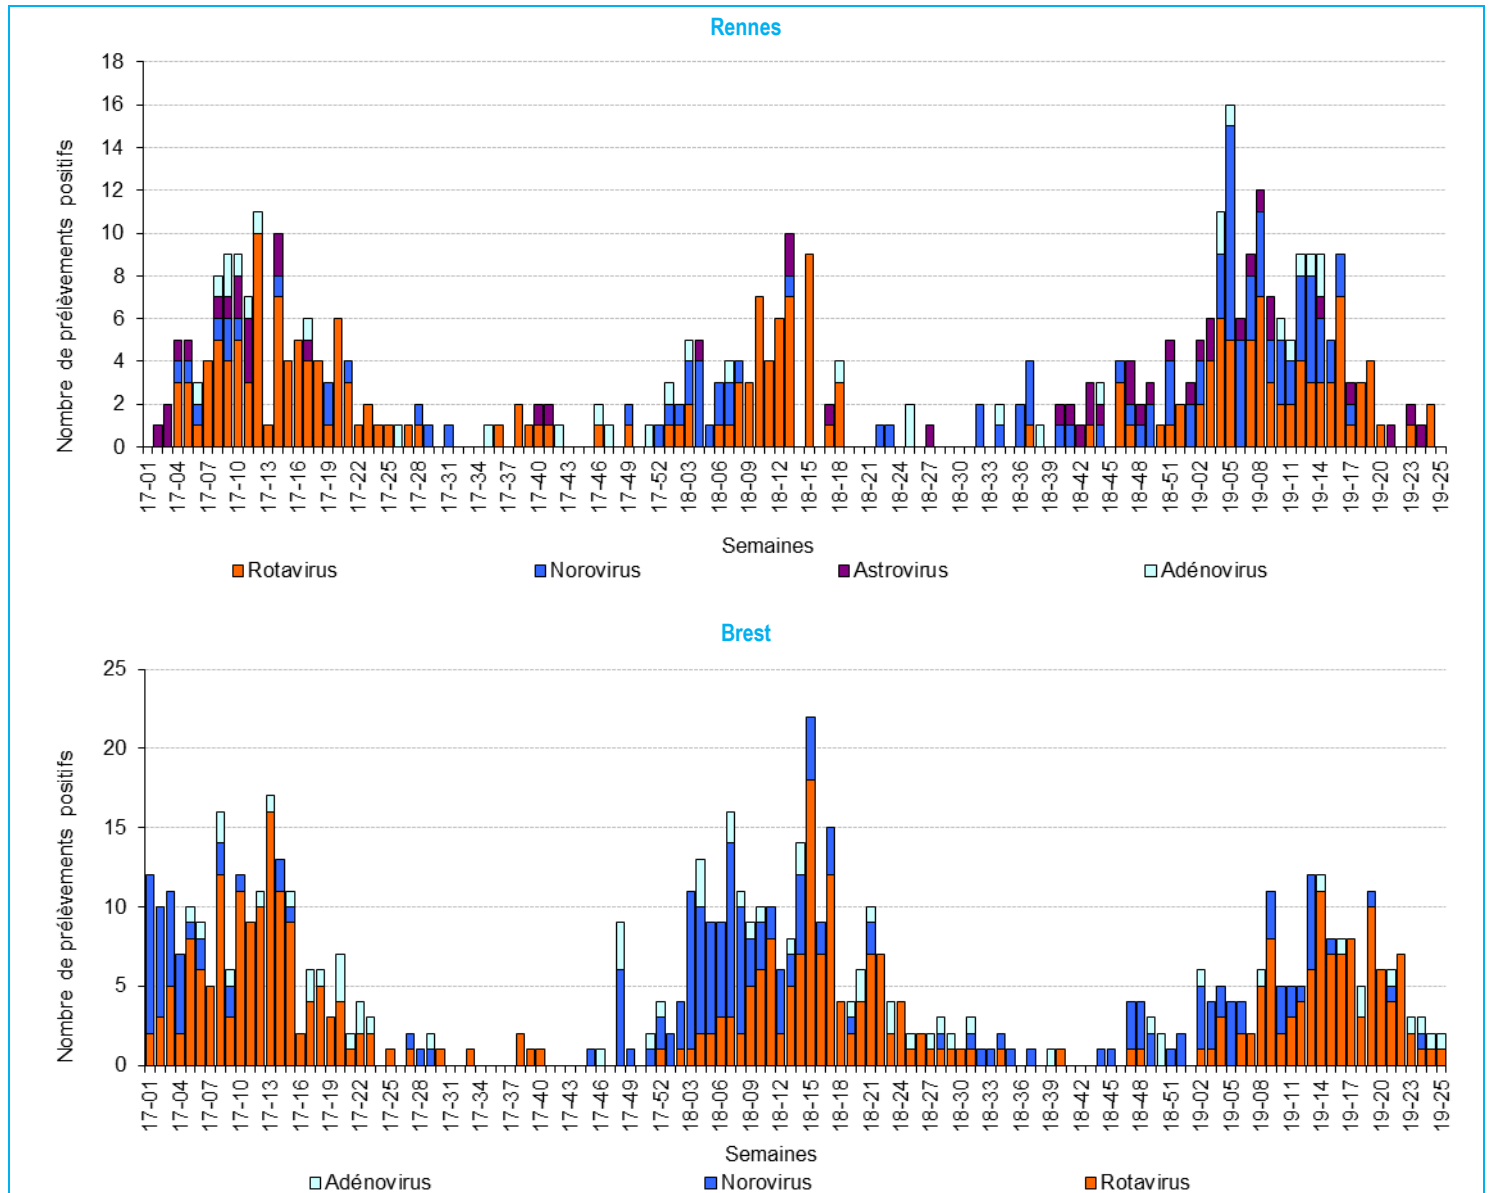 Rennes
18
16
14
12
10
8
6
4
2
0
Nombre de prélèvements positifs
17-01 17-04 17-07 17-10 17-13 17-16 17-19 17-22 17-25 17-28 17-31 17-34 17-37 17-40 17-43 17-46 17-49 17-52 18-03 18-06 18-09 18-12 18-15 18-18 18-21 18-24 18-27 18-30 18-33 18-36 18-39 18-42 18-45 18-48 18-51 19-02 19-05 19-08 19-11 19-14 19-17 19-20 19-23 19-25
Semaines
Rotavirus Norovirus Astrovirus Adénovirus
Brest
25
20
15
10
5
0
Nombre de prélèvements positifs
17-01 17-04 17-07 17-10 17-13 17-16 17-19 17-22 17-25 17-28 17-31 17-34 17-37 17-40 17-43 17-46 17-49 17-52 18-03 18-06 18-09 18-12 18-15 18-18 18-21 18-24 18-27 18-30 18-33 18-36 18-39 18-42 18-45 18-48 18-51 19-02 19-05 19-08 19-11 19-14 19-17 19-20 19-23 19-25
Semaines
Adénovirus Norovirus Rotavirus